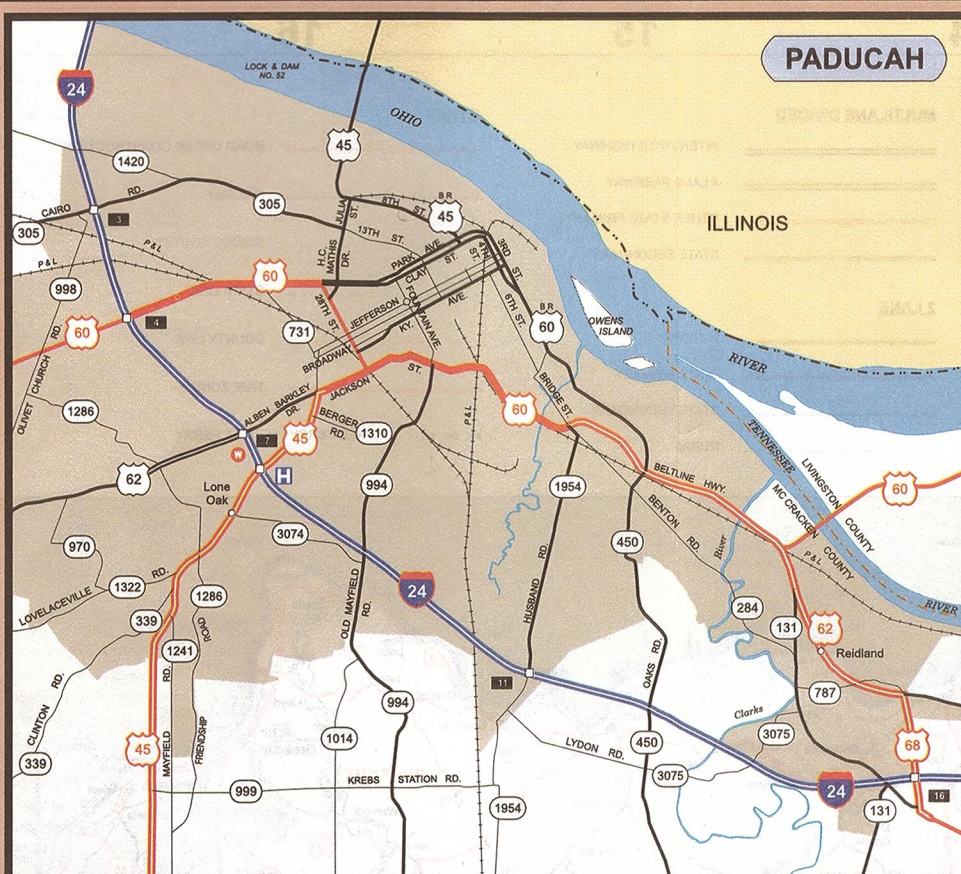 PADUCAH
24
LOCK & DAM
NO. 52
OHIO
45
ILLINOIS
1420
CAIRO
RD.
305
305
3
JULIA
ST.
8TH
ST.
BR
45
13TH
ST.
P & L
P & L
H.C.
MATHIS
DR.
PARK
AVE.
CLAY
ST.
4TH
ST.
3RD
ST.
998
60
60
4
28TH ST.
JEFFERSON
FOUNTAIN AVE.
AVE.
KY.
6TH ST.
BR
60
OWENS
ISLAND
731
BROADWAY
RIVER
OLIVET CHURCH RD.
1286
ALBEN BARKLEY
DR.
JACKSON
ST.
BERGER
RD.
1310
P & L
60
BRIDGE ST.
7
45
W
H
62
Lone
Oak
994
1954
BELTLINE HWY.
BENTON
RD.
TENNESSEE
LIVINGSTON
COUNTY
MC CRACKEN
COUNTY
60
970
3074
450
River
P & L
RIVER
1322
LOVELACEVILLE
RD.
339
1286
ROAD
24
OLD MAYFIELD
RD.
HUSBAND
RD
284
131
62
Reidland
1241
RD.
11
OAKS
RD.
787
CLINTON
RD.
339
45
MAYFIELD
FRIENDSHIP
994
1014
Clarks
3075
68
LYDON RD.
450
3075
24
16
999
KREBS STATION RD.
1954
131